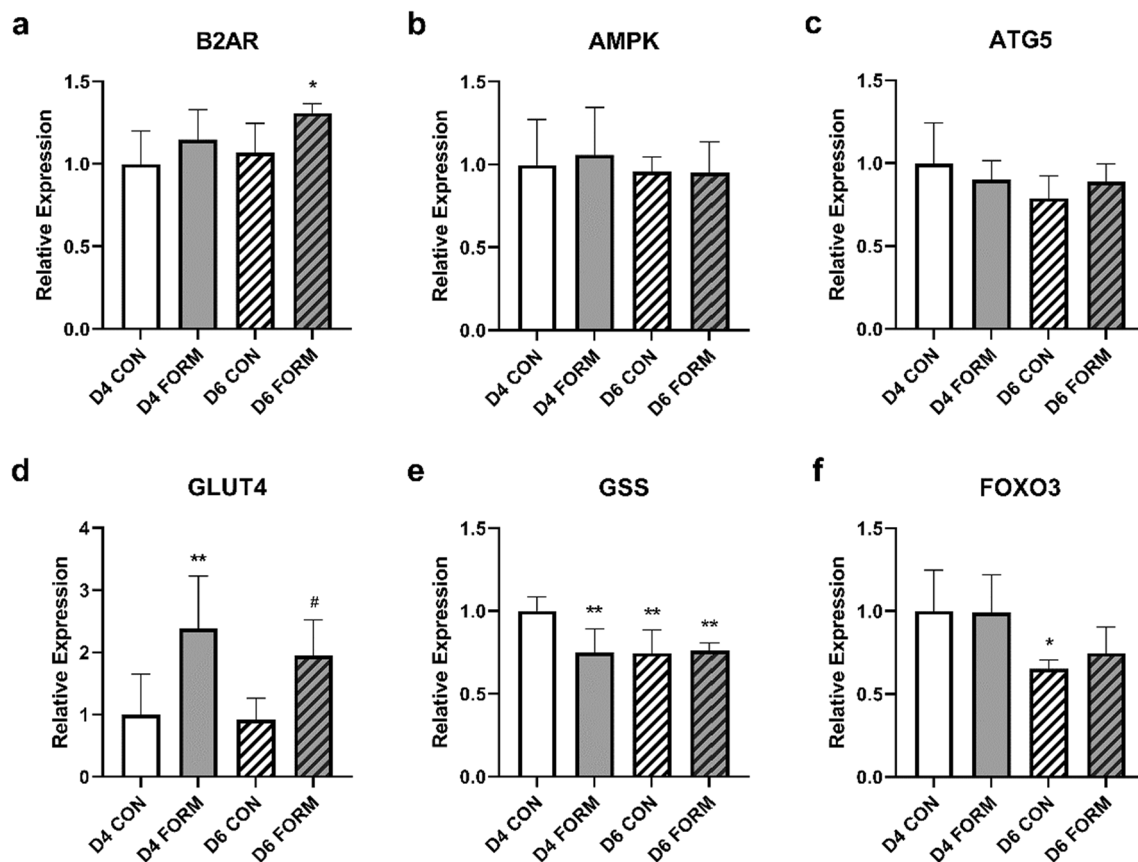 a
B2AR
Relative Expression
1.5
1.0
0.5
0.0
*
D4 CON
D4 FORM
D6 CON
D6 FORM
b
AMPK
Relative Expression
1.5
1.0
0.5
0.0
D4 CON
D4 FORM
D6 CON
D6 FORM
c
ATG5
Relative Expression
1.5
1.0
0.5
0.0
D4 CON
D4 FORM
D6 CON
D6 FORM
d
GLUT4
Relative Expression
4
3
2
1
0
**
#
D4 CON
D4 FORM
D6 CON
D6 FORM
e
GSS
Relative Expression
1.5
1.0
0.5
0.0
**
**
**
D4 CON
D4 FORM
D6 CON
D6 FORM
f
FOXO3
Relative Expression
1.5
1.0
0.5
0.0
*
D4 CON
D4 FORM
D6 CON
D6 FORM